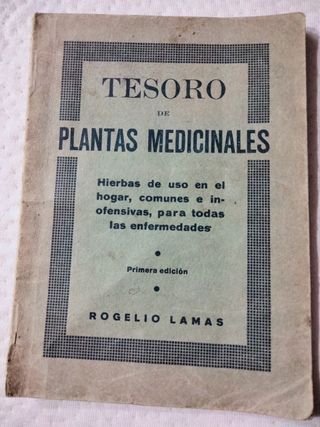 TESORO
DE
PLANTAS MEDICINALES
Hierbas de uso en el
hogar, comunes e in-
ofensivas, para todas
las enfermedades
Primera edición
ROGELIO LAMAS